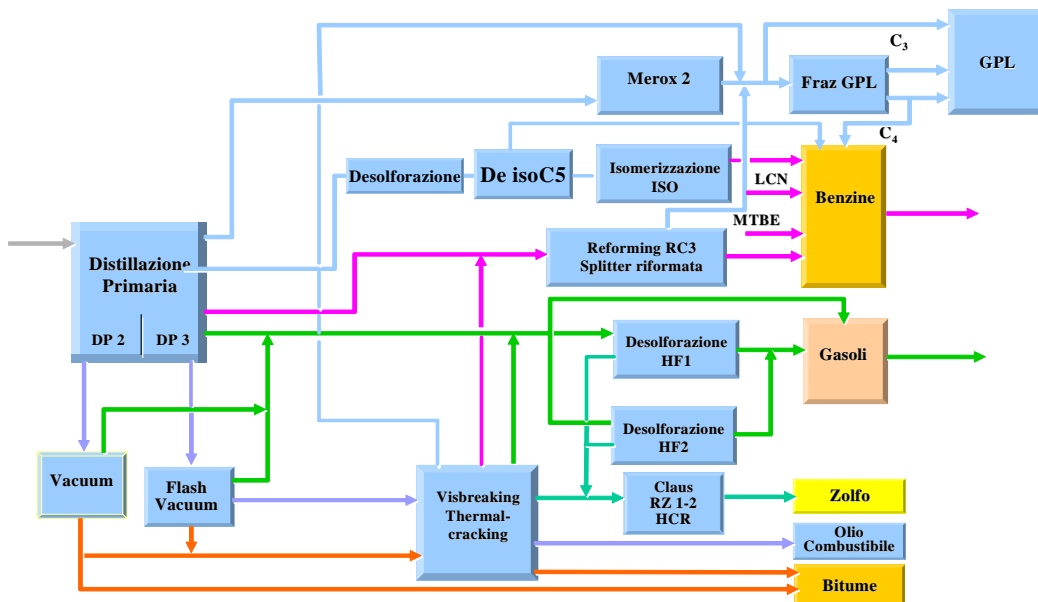 C3
GPL
Merox 2
Fraz GPL
C4
Desolforazione
De isoC5
Isomerizzazione
ISO
LCN
Benzine
MTBE
Distillazione
Primaria
DP 2
DP 3
Reforming RC3
Splitter riformata
Desolforazione
HF1
Gasoli
Desolforazione
HF2
Vacuum
Flash
Vacuum
Visbreaking
Thermal-
cracking
Claus
RZ 1-2
HCR
Zolfo
Olio
Combustibile
Bitume